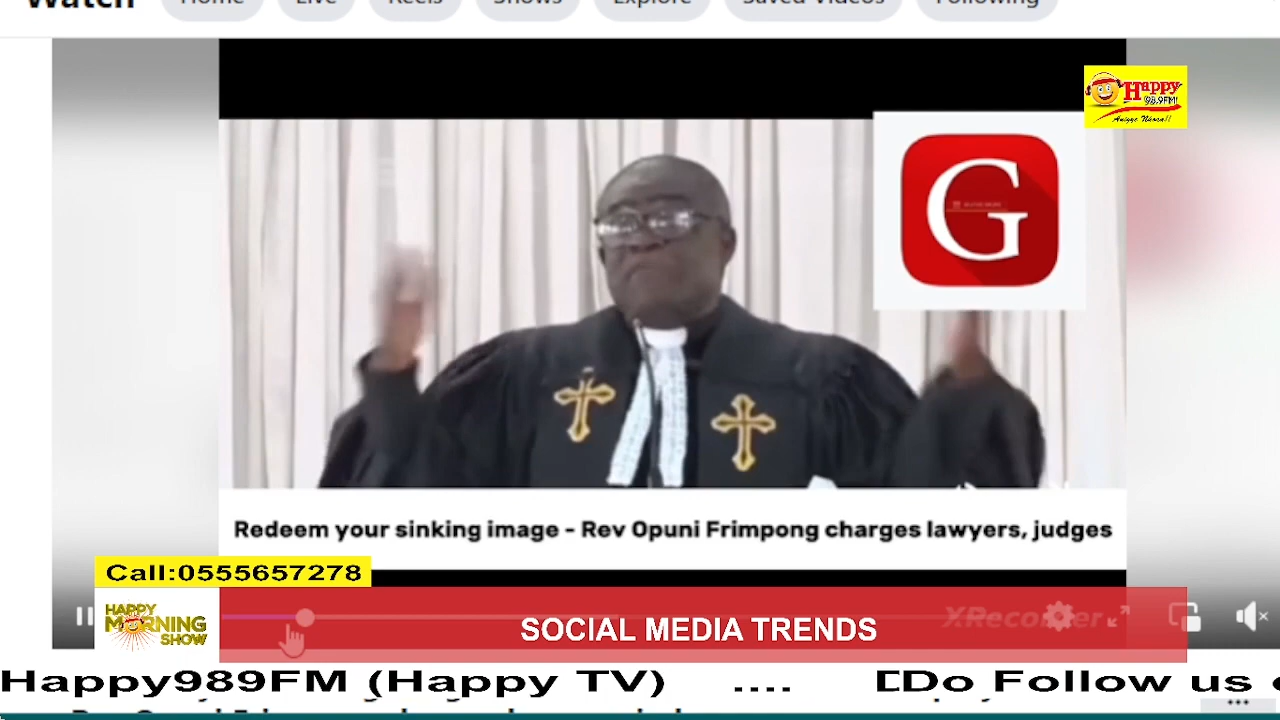 Watch Home Live Reels Shows Explore Saved Videos Following
Happy
98.9FM!
G
Redeem your sinking image - Rev Opuni Frimpong charges lawyers, judges
Call:0555657278
HAPPY
MORNING
SHOW
SOCIAL MEDIA TRENDS
XRecorder
Happy989FM (Happy TV) .... [Do Follow us